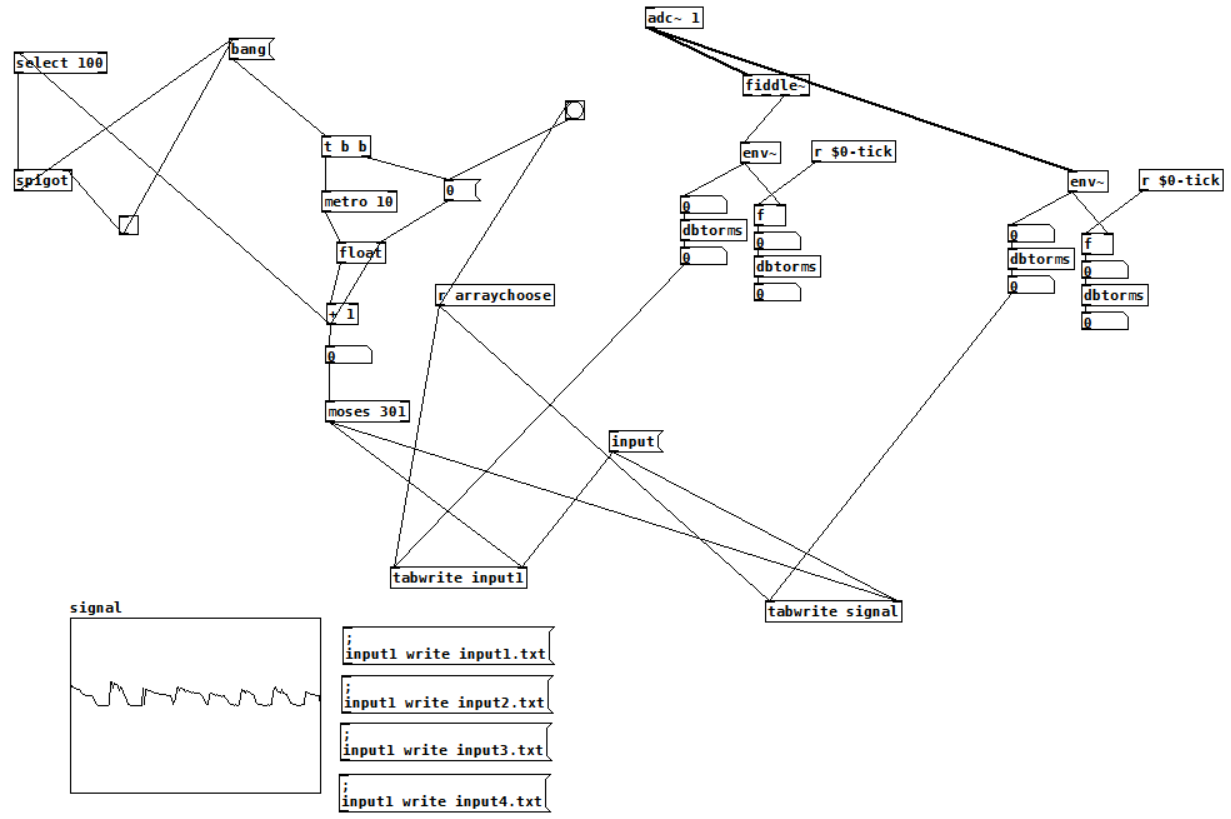 adc~ 1
bang
select 100
fiddle~
t b b
env~
r $0-tick
spigot
env~
r $0-tick
metro 10
0
0
f
dbtorms
0
0
f
float
0
dbtorms
0
dbtorms
0
dbtorms
0
r arraychoose
0
dbtorms
+ 1
0
0
moses 301
input
tabwrite input1
tabwrite signal
signal
;
input1 write input1.txt
;
input1 write input2.txt
;
input1 write input3.txt
;
input1 write input4.txt